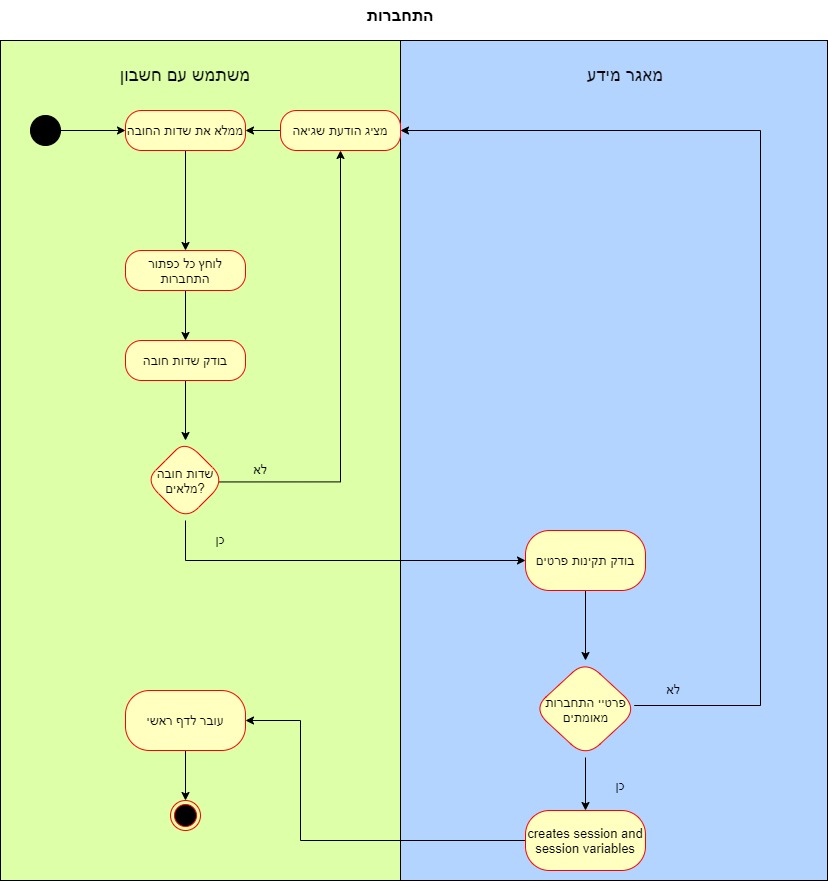 התחברות
משתמש עם חשבון
מאגר מידע
ממלא את שדות החובה
מציג הודעת שגיאה
לוחץ כל כפתור
התחברות
בודק שדות חובה
שדות חובה
מלאים?
לא
כן
בודק תקינות פרטים
פרטיי התחברות
מאומתים
לא
כן
creates session and
session variables
עובר לדף ראשי